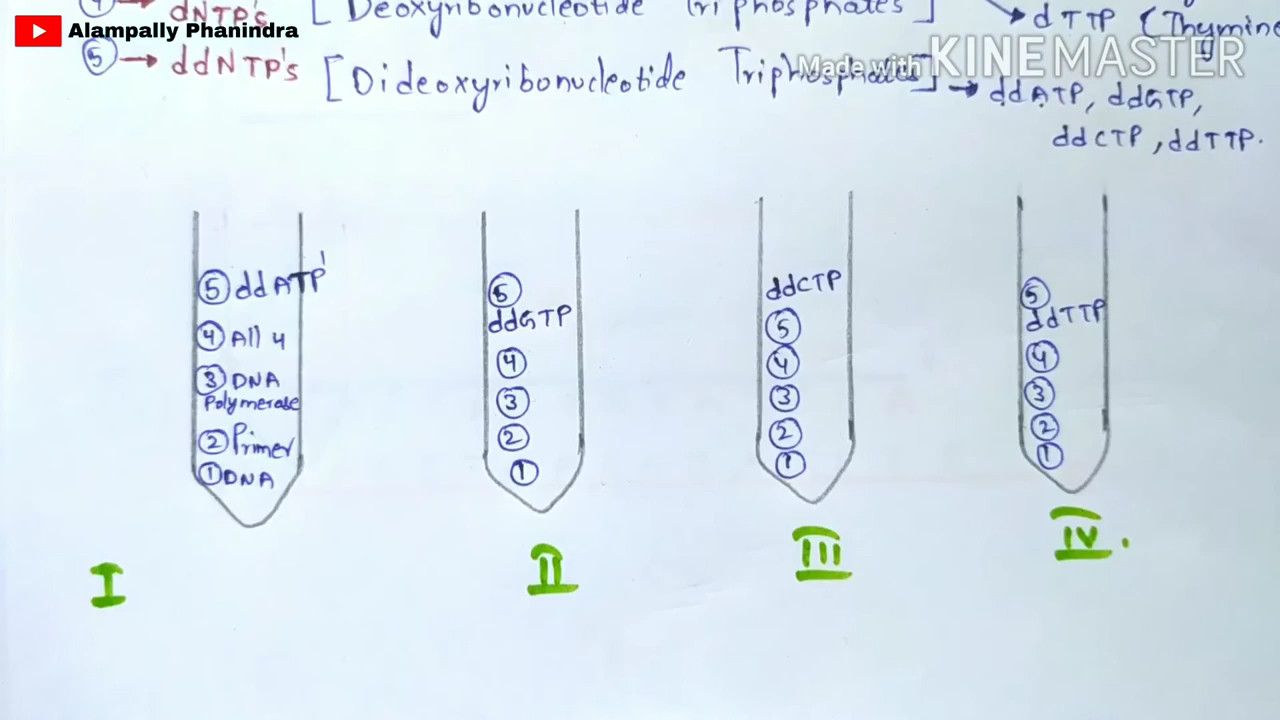 ④ → dNTP's [Deoxyribonucleotide Triphosphates] → dTTP (Thymine
Alampally Phanindra
⑤ → ddNTP's [Dideoxyribonucleotide Triphosphates] → ddATP, ddGTP,
Made with KINEMASTER
ddCTP, ddTTP.
⑤ ddATP'
④ All 4
③ DNA
Polymerase
② Primer
① DNA
I
⑤
ddGTP
④
③
②
①
II
ddCTP
⑤
④
③
②
①
III
⑤
ddTTP
④
③
②
①
IV.